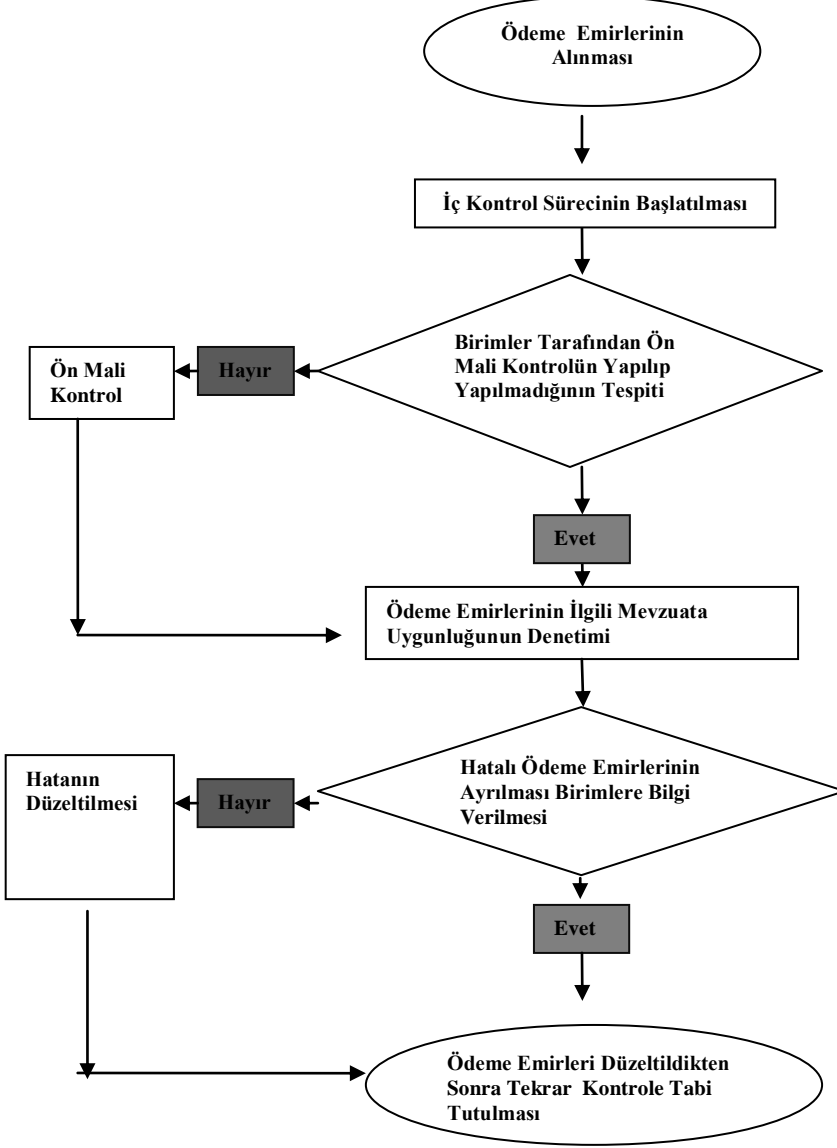 Ödeme Emirlerinin
Alınması
İç Kontrol Sürecinin Başlatılması
Birimler Tarafından Ön
Mali Kontrolün Yapılıp
Yapılmadığının Tespiti
Hayır
Ön Mali
Kontrol
Evet
Ödeme Emirlerinin İlgili Mevzuata
Uygunluğunun Denetimi
Hatalı Ödeme Emirlerinin
Ayrılması Birimlere Bilgi
Verilmesi
Hayır
Hatanın
Düzeltilmesi
Evet
Ödeme Emirleri Düzeltildikten
Sonra Tekrar Kontrole Tabi
Tutulması